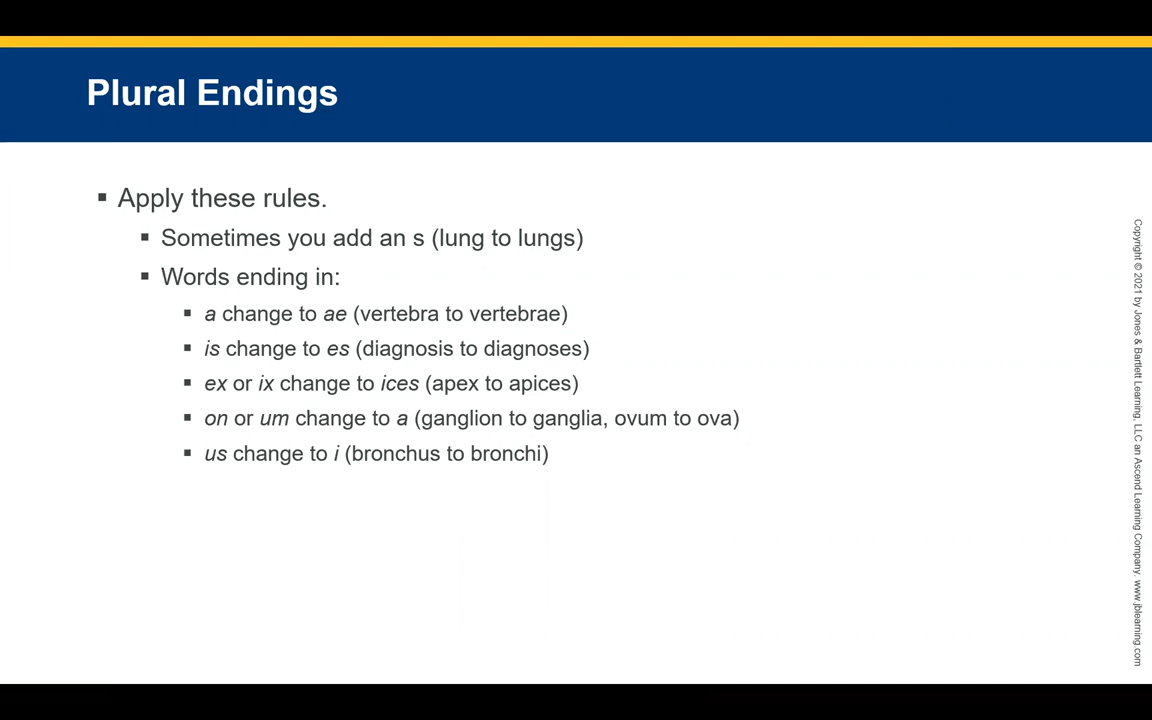 Plural Endings
▪ Apply these rules.
▪ Sometimes you add an s (lung to lungs)
▪ Words ending in:
▪ a change to ae (vertebra to vertebrae)
▪ is change to es (diagnosis to diagnoses)
▪ ex or ix change to ices (apex to apices)
▪ on or um change to a (ganglion to ganglia, ovum to ova)
▪ us change to i (bronchus to bronchi)
Copyright © 2021 by Jones & Bartlett Learning, LLC an Ascend Learning Company. www.jblearning.com